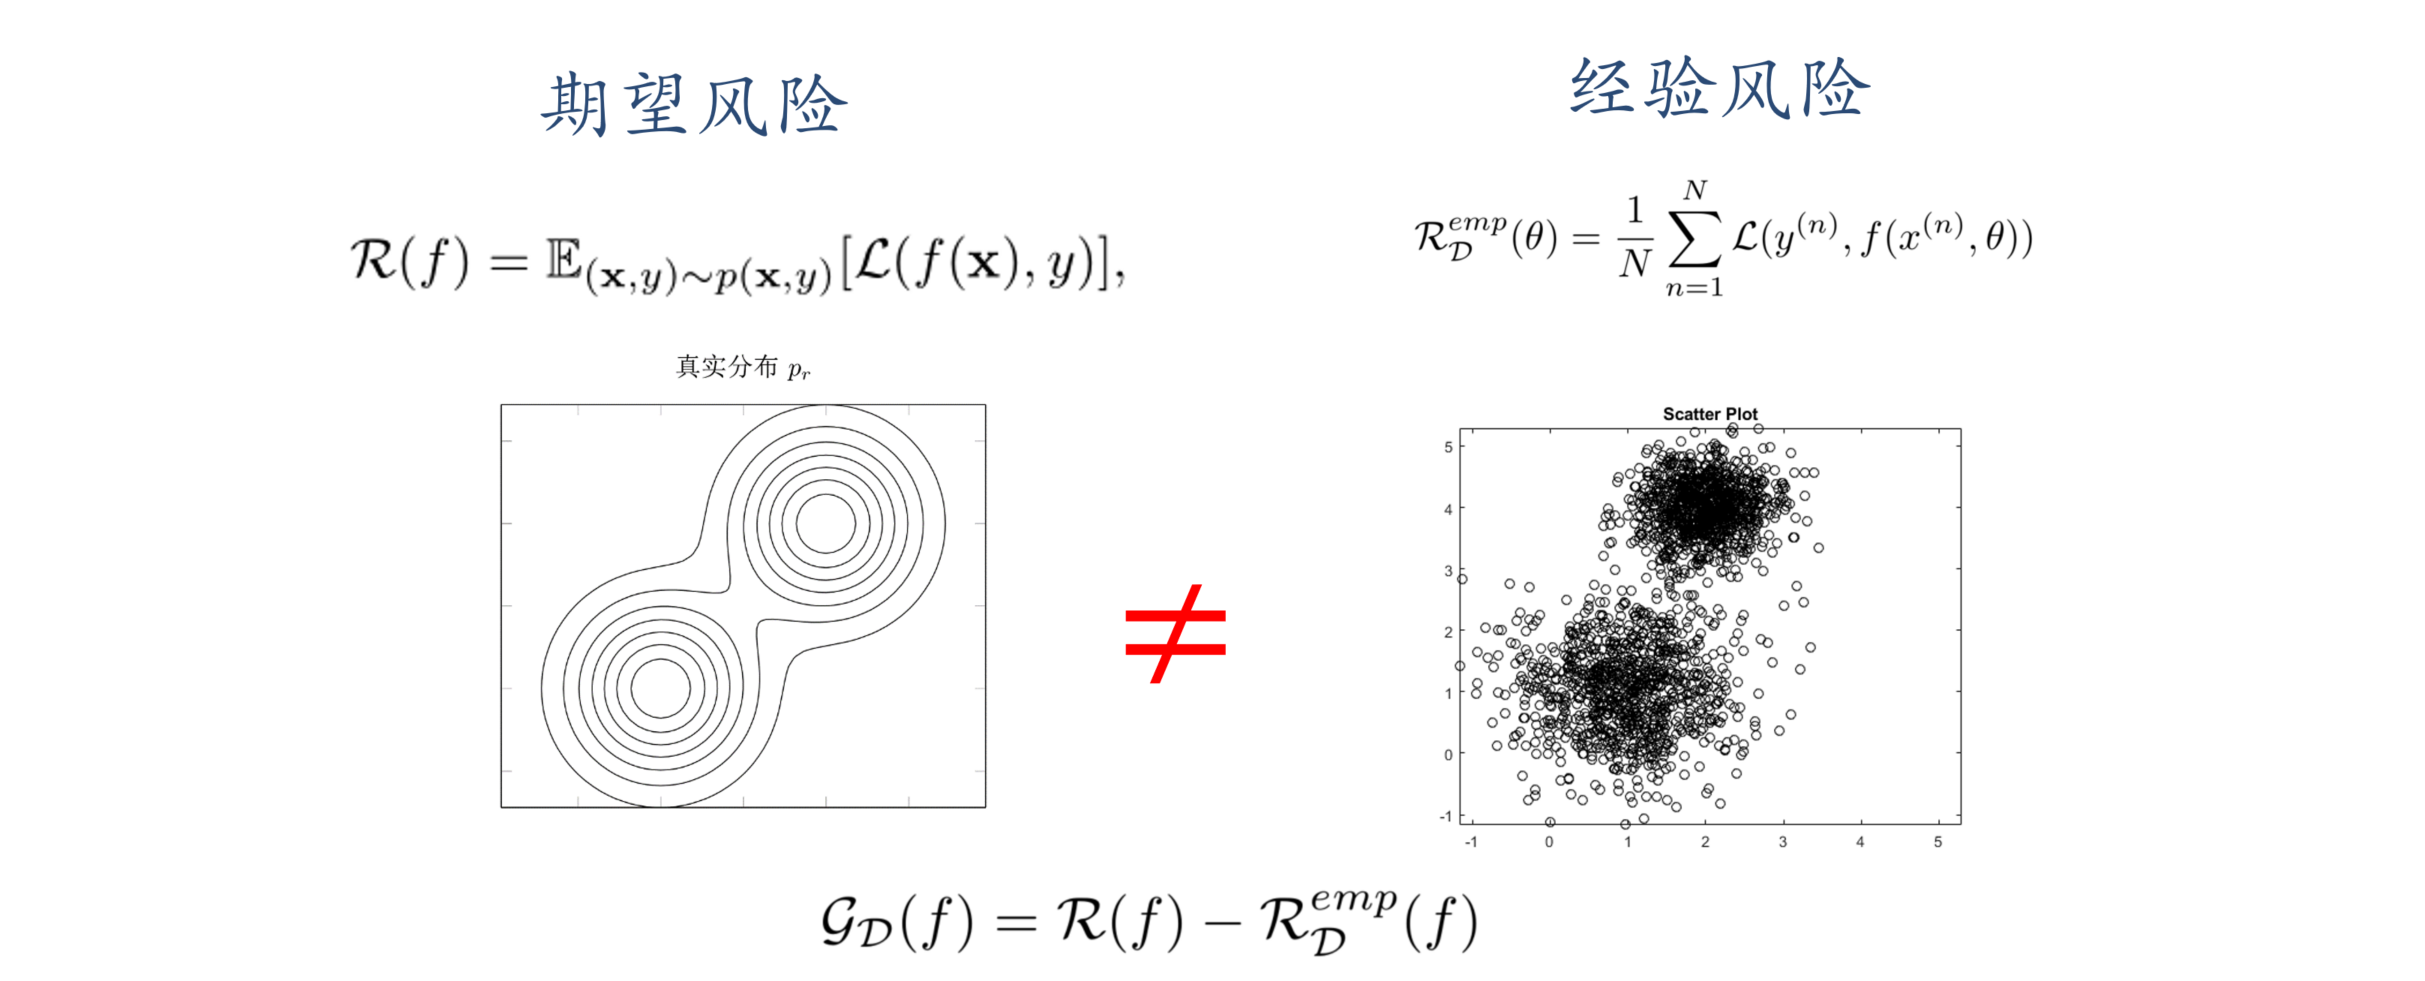 期望风险
经验风险
$\mathcal{R}(f) = \mathbb{E}_{(\mathbf{x},y)\sim p(\mathbf{x},y)}[\mathcal{L}(f(\mathbf{x}), y)],$
$\mathcal{R}_{\mathcal{D}}^{emp}(\theta) = \frac{1}{N}\sum_{n=1}^{N}\mathcal{L}(y^{(n)}, f(x^{(n)}, \theta))$
真实分布 $p_r$
Scatter Plot
5
4
3
2
1
0
-1
-1 0 1 2 3 4 5
≠
$\mathcal{G}_{\mathcal{D}}(f) = \mathcal{R}(f) - \mathcal{R}_{\mathcal{D}}^{emp}(f)$